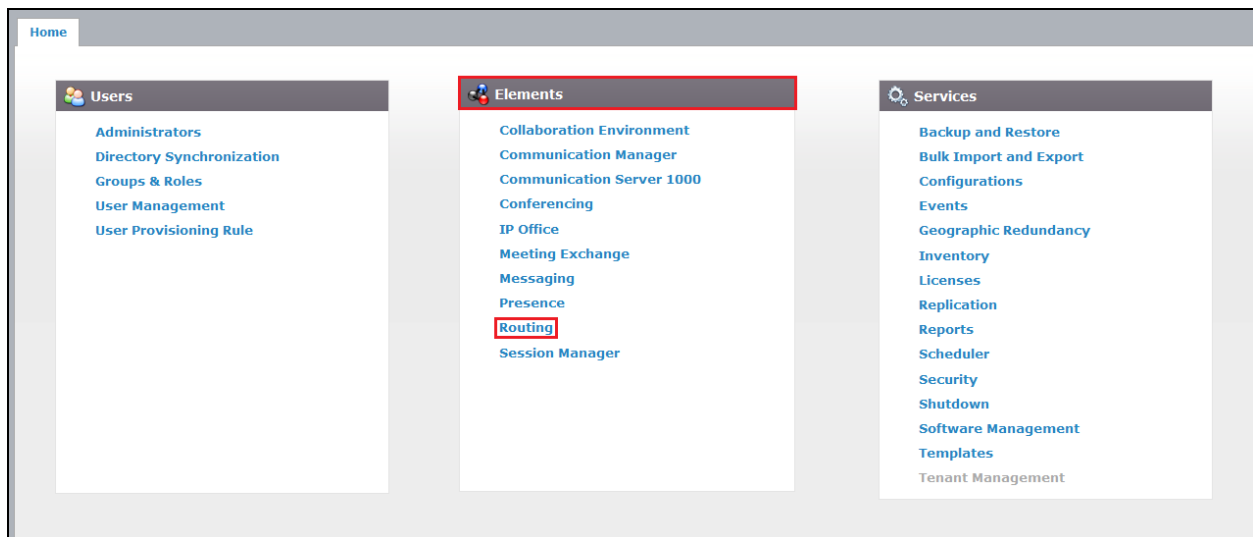 Home
Users
Administrators
Directory Synchronization
Groups & Roles
User Management
User Provisioning Rule
Elements
Collaboration Environment
Communication Manager
Communication Server 1000
Conferencing
IP Office
Meeting Exchange
Messaging
Presence
Routing
Session Manager
Services
Backup and Restore
Bulk Import and Export
Configurations
Events
Geographic Redundancy
Inventory
Licenses
Replication
Reports
Scheduler
Security
Shutdown
Software Management
Templates
Tenant Management